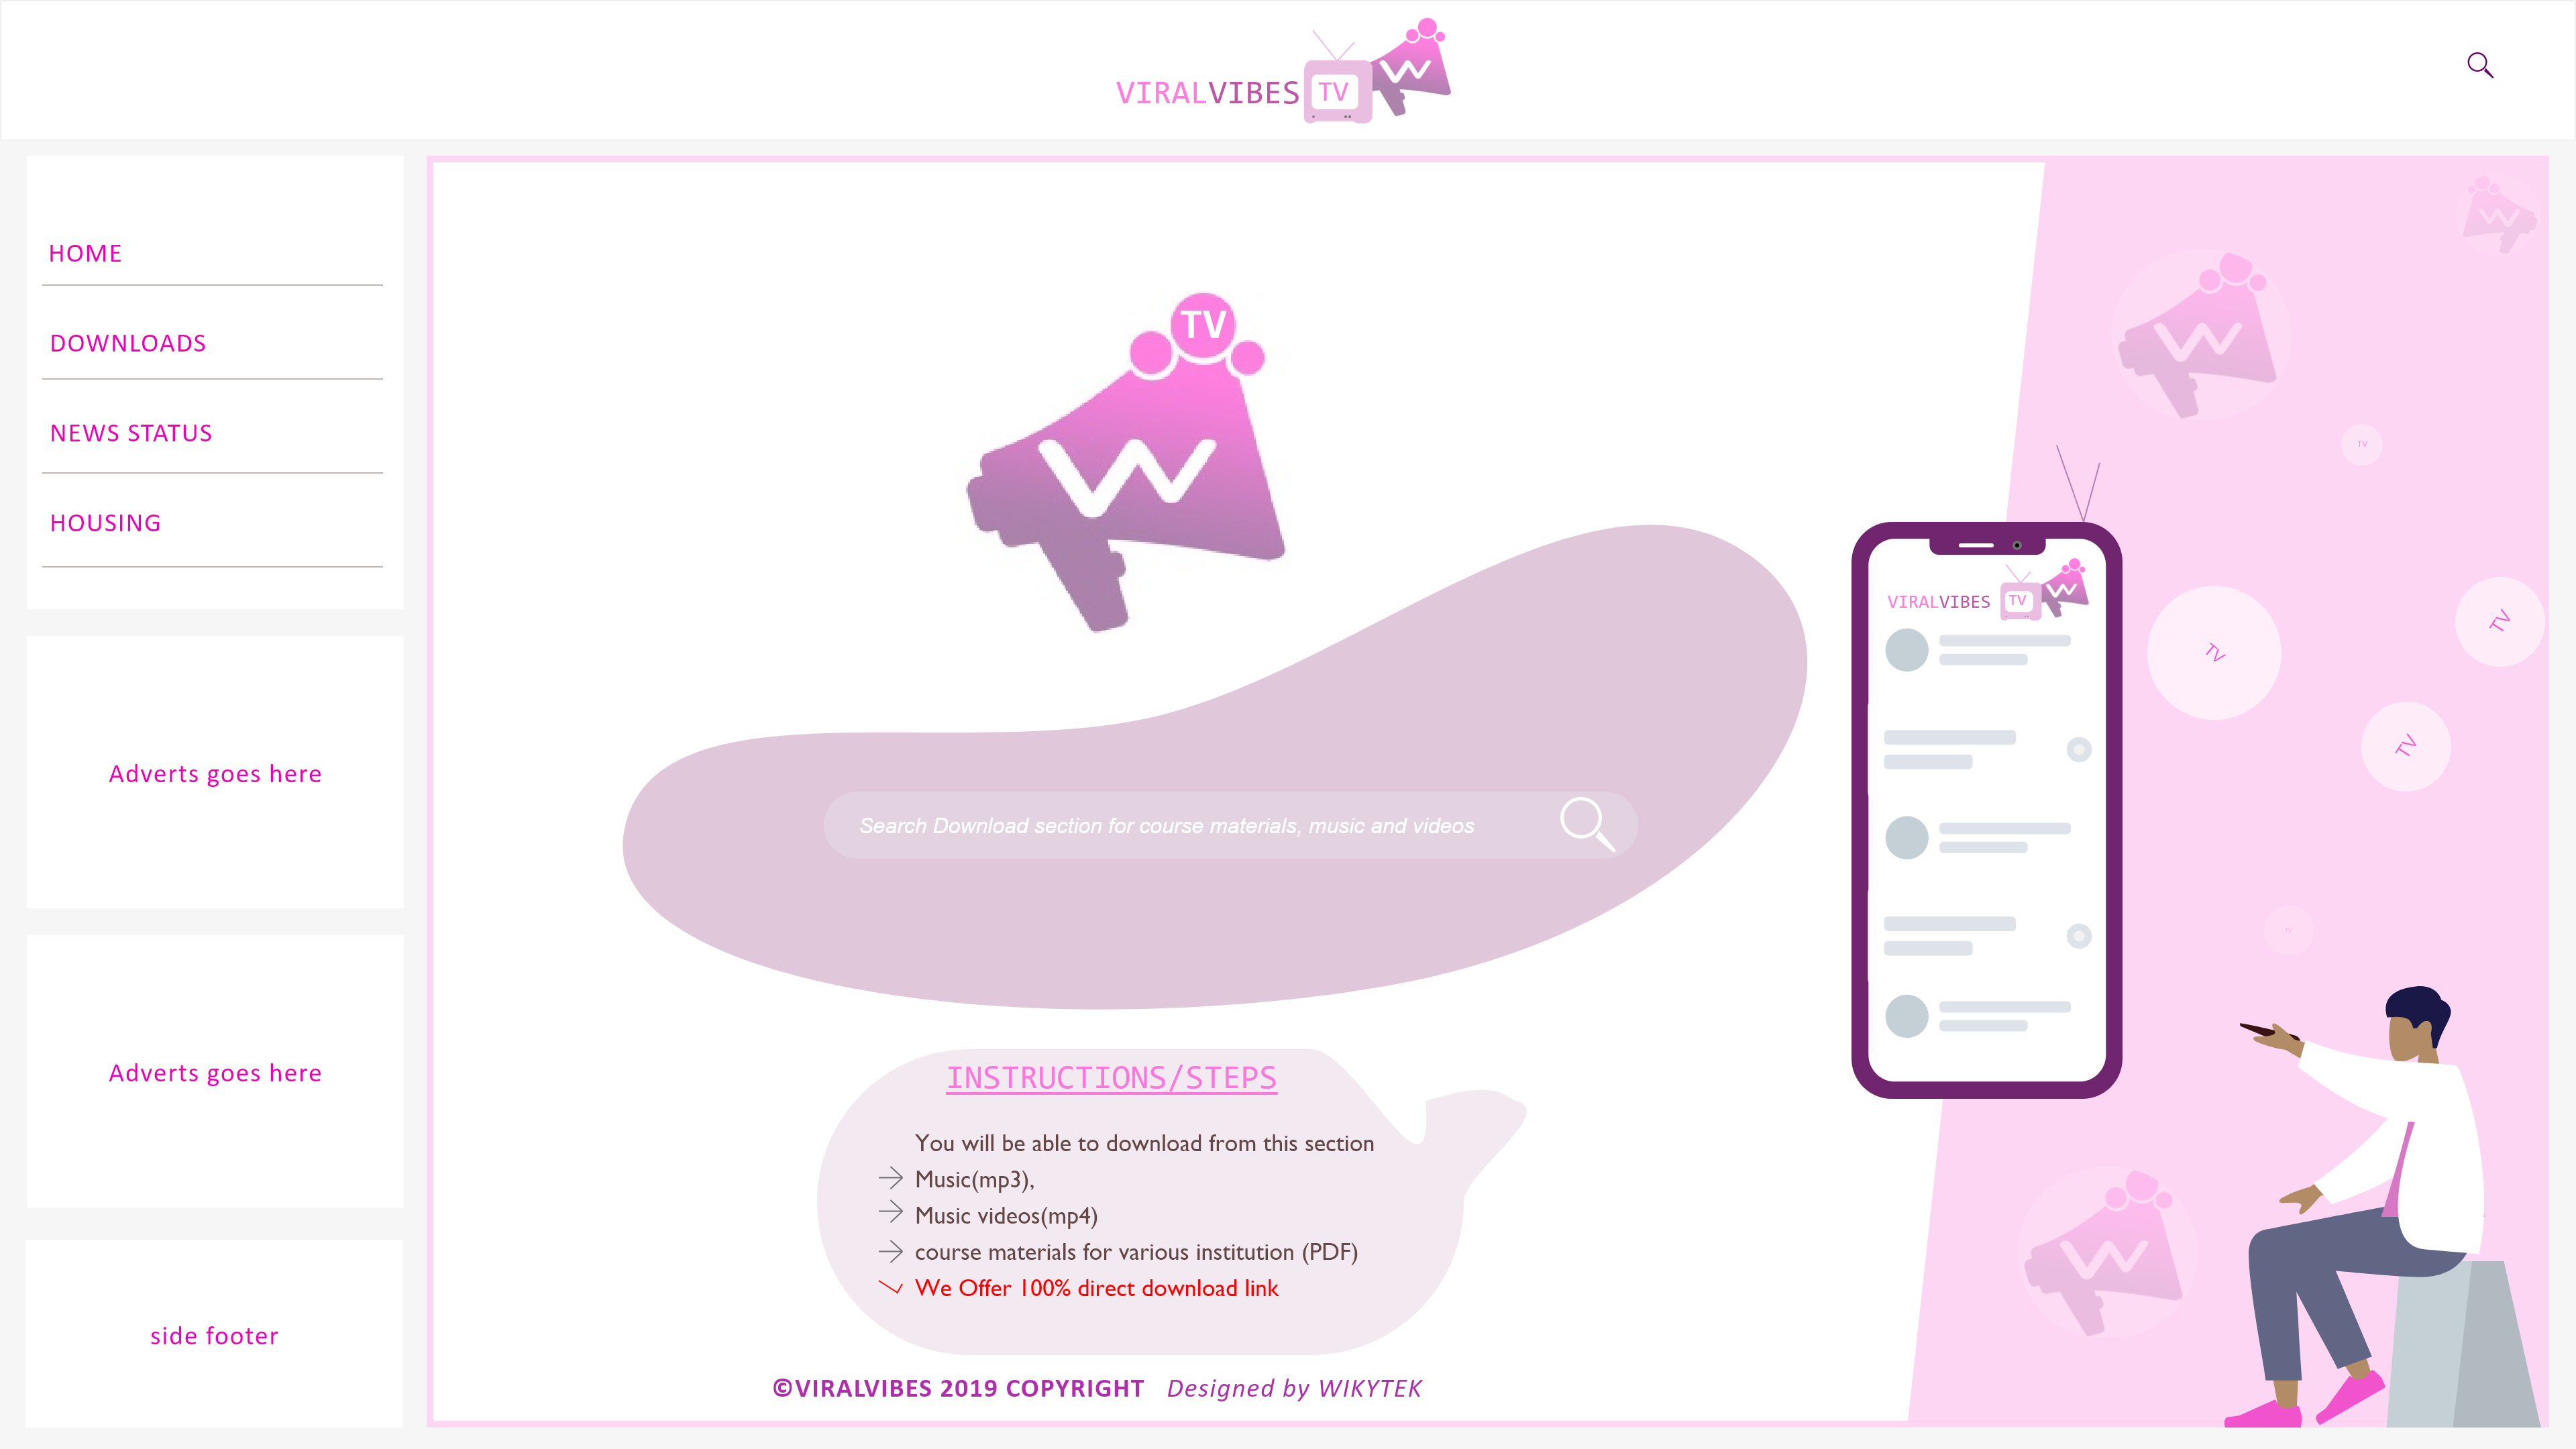 VIRALVIBES TV W
HOME
DOWNLOADS
NEWS STATUS
HOUSING
Adverts goes here
Adverts goes here
side footer
TV
W
Search Download section for course materials, music and videos
INSTRUCTIONS/STEPS
You will be able to download from this section
Music(mp3),
Music videos(mp4)
course materials for various institution (PDF)
We Offer 100% direct download link
©VIRALVIBES 2019 COPYRIGHT Designed by WIKYTEK
VIRALVIBES TV W
W
W
TV
TV
TV
TV
TV
W